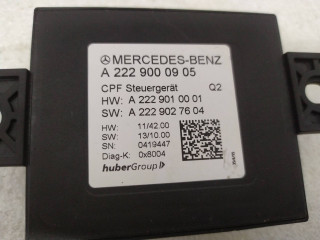 MERCEDES-BENZ
A 222 900 09 05
CPF Steuergerät Q2
HW: A 222 901 00 01
SW: A 222 902 76 04
HW: 11/42.00
SW: 13/10.00
SN: 0419447
Diag-K: 0x8004
huberGroup